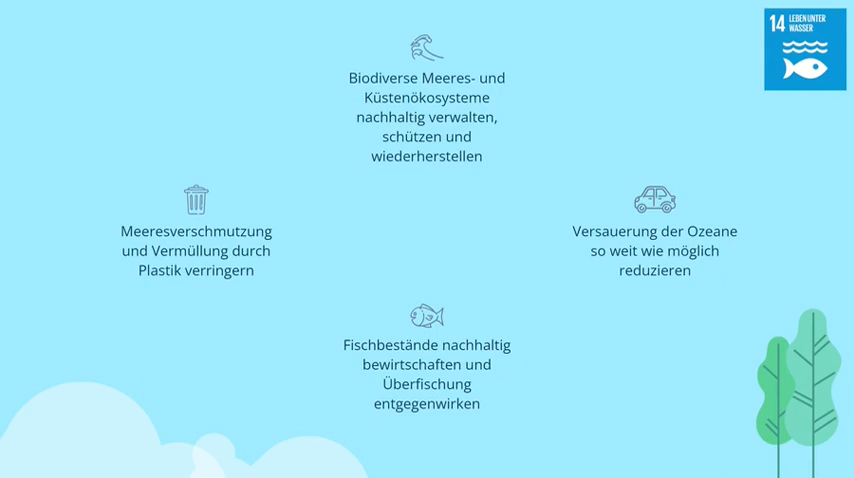 14 LEBEN UNTER
WASSER
Biodiverse Meeres- und
Küstenökosysteme
nachhaltig verwalten,
schützen und
wiederherstellen
Meeresverschmutzung
und Vermüllung durch
Plastik verringern
Versauerung der Ozeane
so weit wie möglich
reduzieren
Fischbestände nachhaltig
bewirtschaften und
Überfischung
entgegenwirken